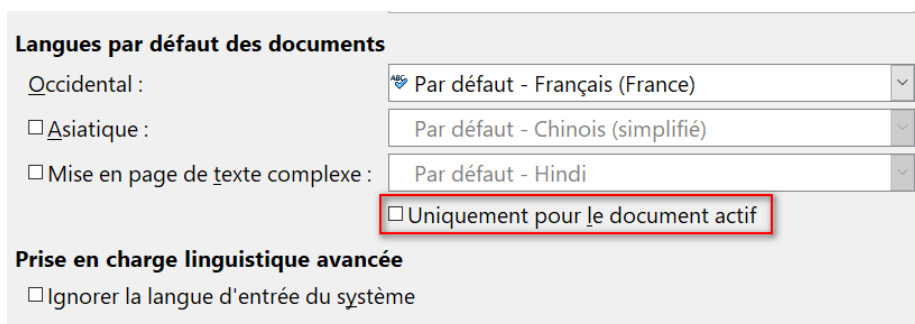 Langues par défaut des documents
Occidental : Par défaut - Français (France)
Asiatique : Par défaut - Chinois (simplifié)
Mise en page de texte complexe : Par défaut - Hindi
Uniquement pour le document actif
Prise en charge linguistique avancée
Ignorer la langue d'entrée du système